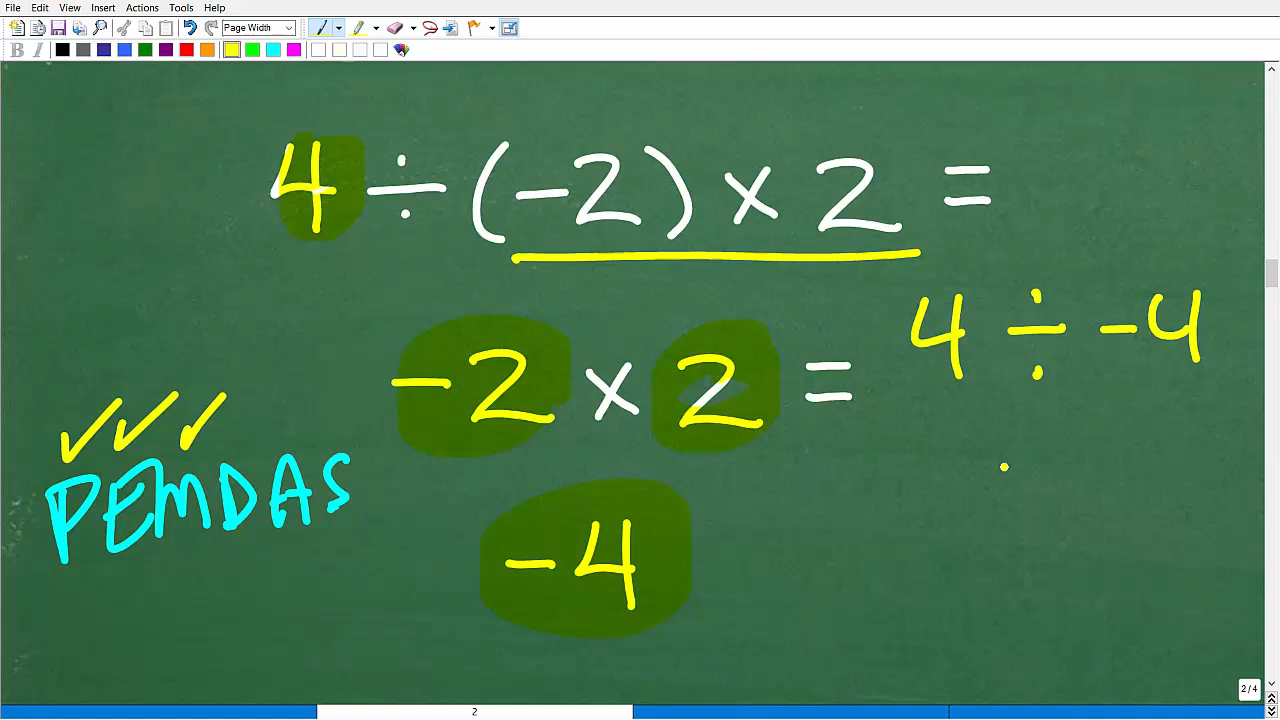 File Edit View Insert Actions Tools Help
Page Width
B I
4 ÷ (-2) × 2 =
4 ÷ -4
-2 × 2 =
PEMDAS
-4
2/4
2